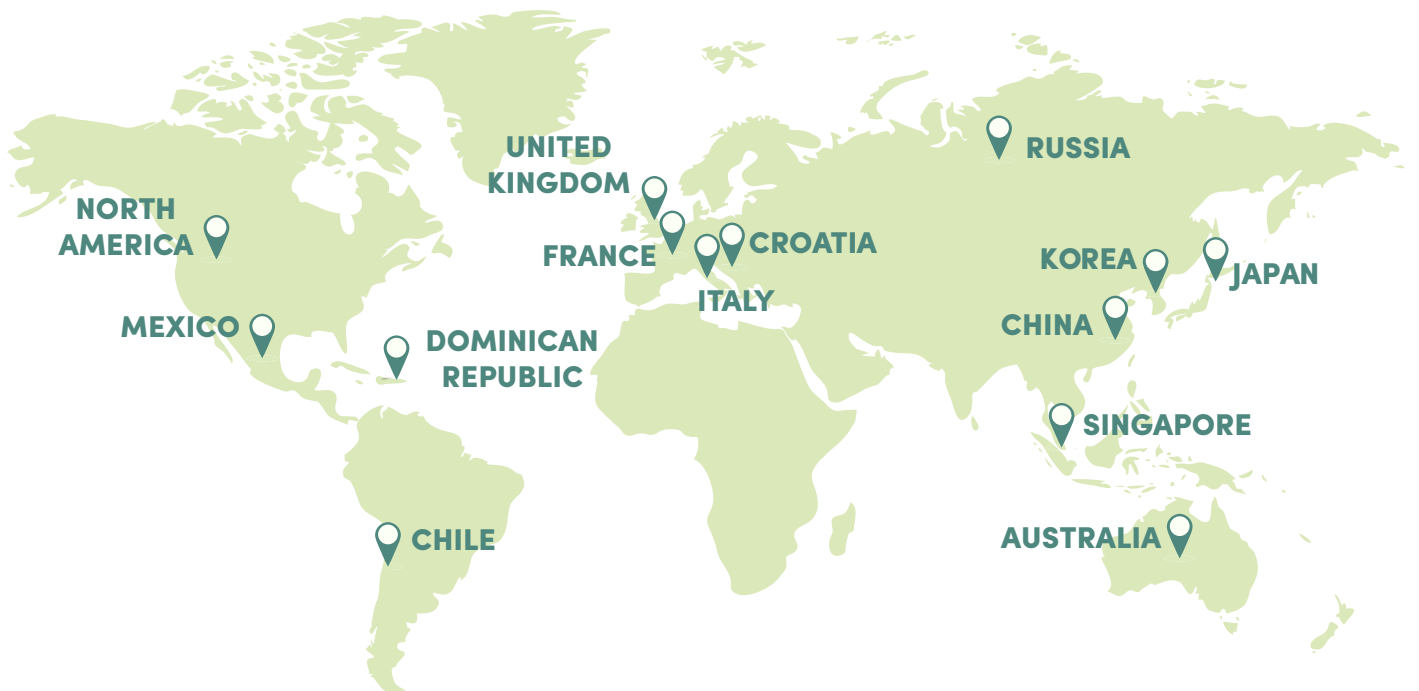 UNITED
KINGDOM
RUSSIA
NORTH
AMERICA
FRANCE
CROATIA
KOREA
JAPAN
ITALY
MEXICO
CHINA
DOMINICAN
REPUBLIC
SINGAPORE
CHILE
AUSTRALIA